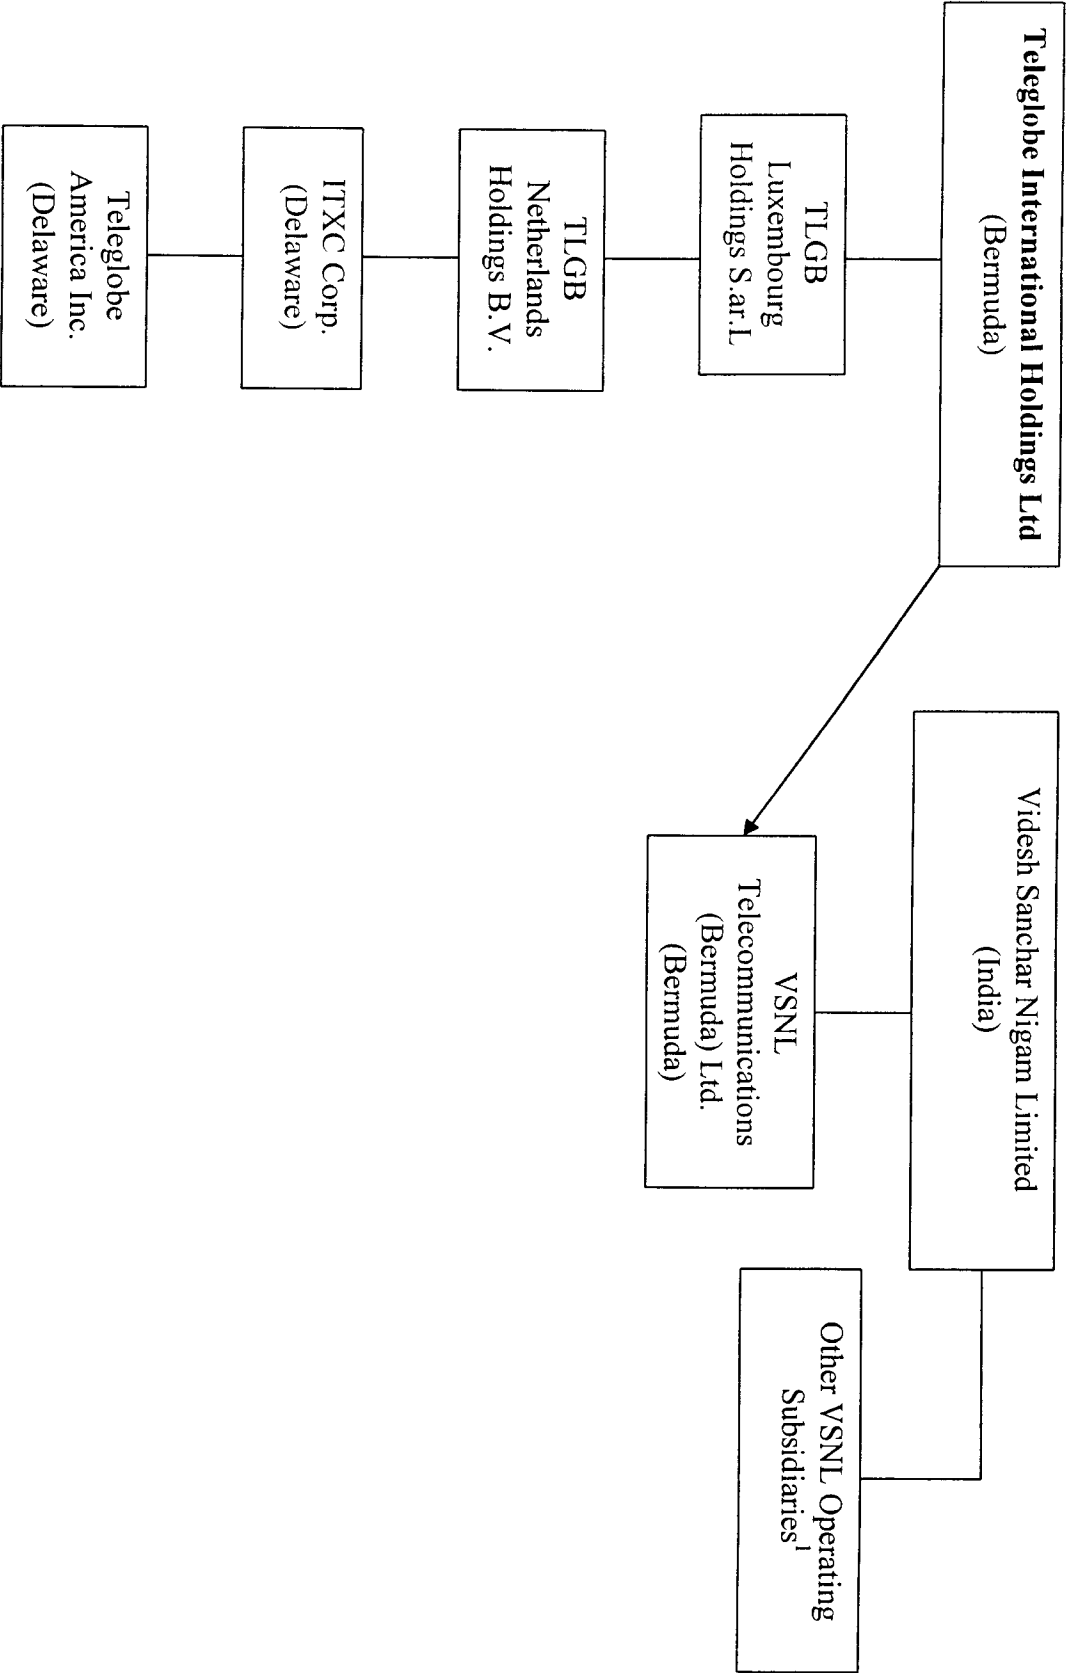 Teleglobe International Holdings Ltd
(Bermuda)
TLGB
Luxembourg
Holdings S.ar.L
TLGB
Netherlands
Holdings B.V.
ITXC Corp.
(Delaware)
Teleglobe
America Inc.
(Delaware)
Videsh Sanchar Nigam Limited
(India)
VSNL
Telecommunications
(Bermuda) Ltd.
(Bermuda)
Other VSNL Operating
Subsidiaries¹